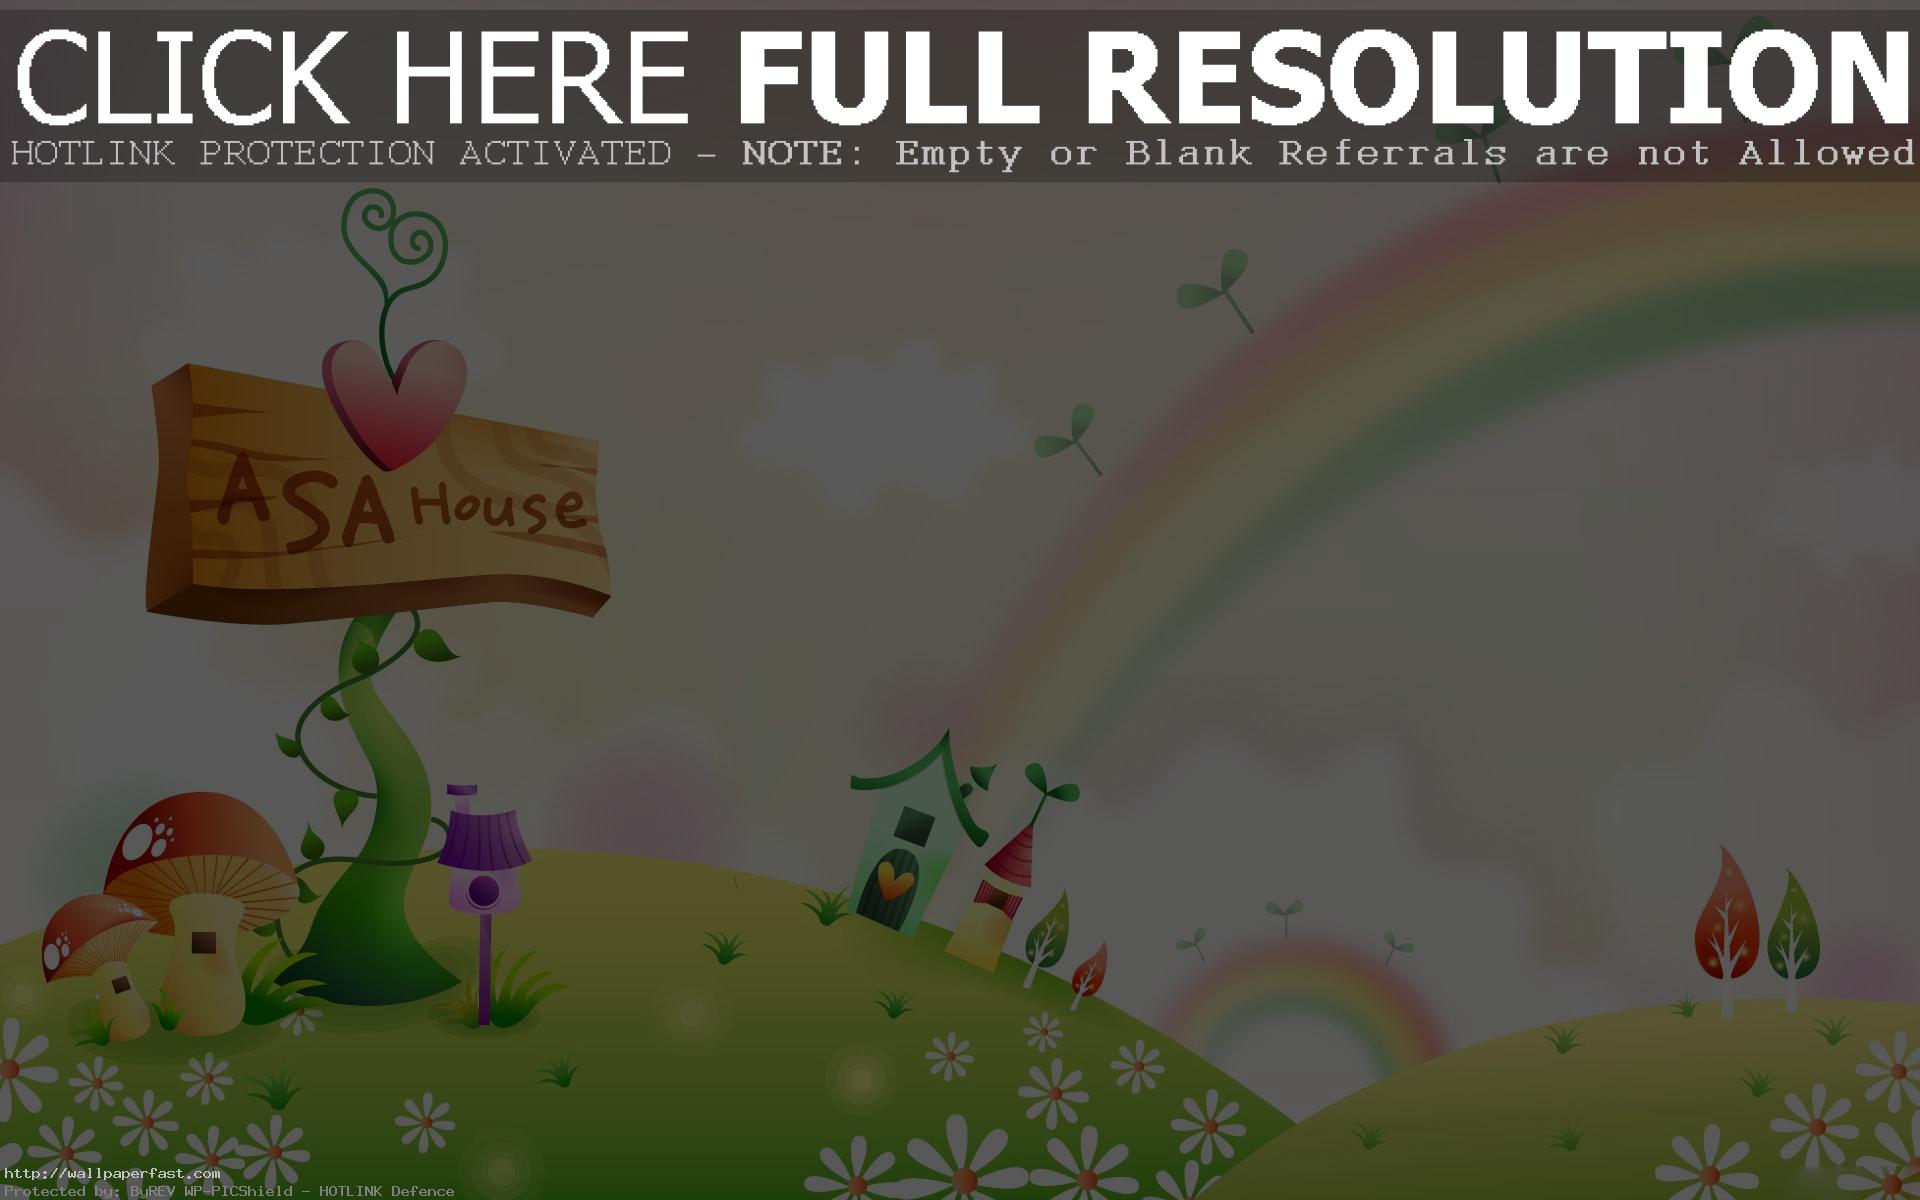 CLICK HERE FULL RESOLUTION
HOTLINK PROTECTION ACTIVATED - NOTE: Empty or Blank Referrals are not Allowed
ASA House
http://wallpaperfast.com
Protected by: ByREV WP-PICShield - HOTLINK Defence